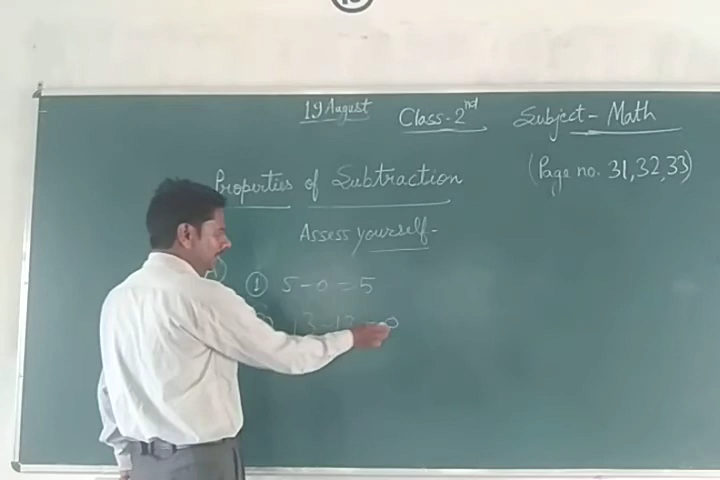 19 August Class-2nd Subject-Math
(Page no. 31,32,33)
Properties of Subtraction
Assess yourself-
A)
① 5-0=5
② 13-13=0